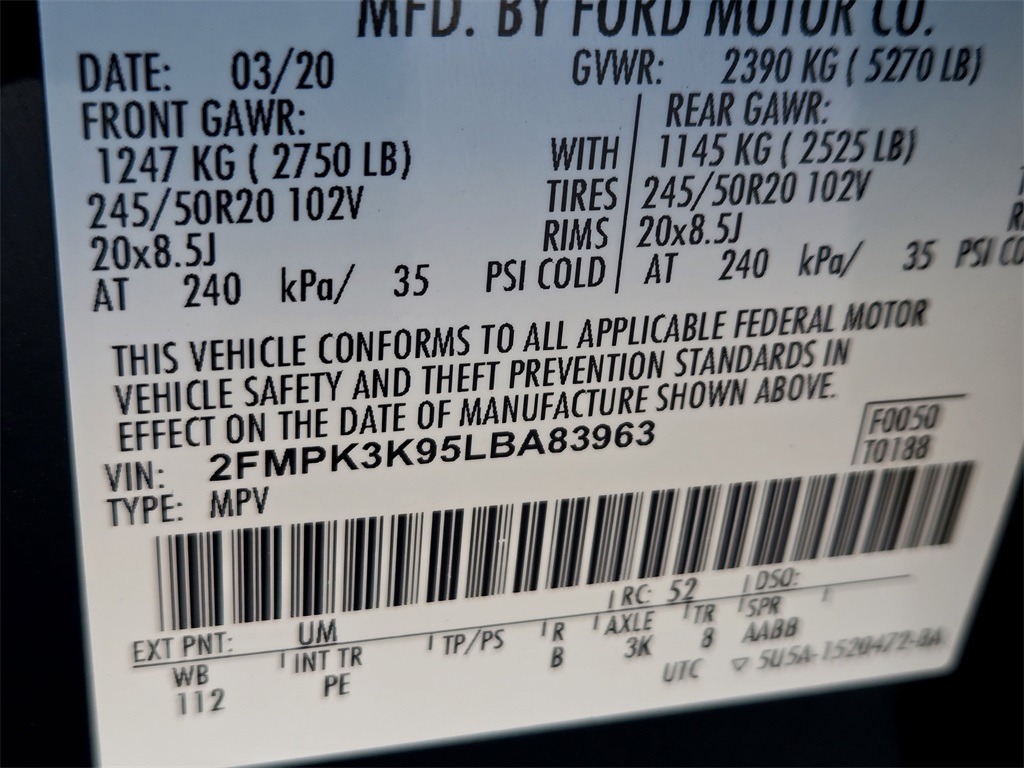 MFD. BY FORD MOTOR CO.
DATE: 03/20 GVWR: 2390 KG ( 5270 LB)
FRONT GAWR: REAR GAWR:
1247 KG ( 2750 LB) WITH 1145 KG ( 2525 LB)
245/50R20 102V TIRES 245/50R20 102V
20x8.5J RIMS 20x8.5J
AT 240 kPa/ 35 PSI COLD AT 240 kPa/ 35 PSI CO
THIS VEHICLE CONFORMS TO ALL APPLICABLE FEDERAL MOTOR
VEHICLE SAFETY AND THEFT PREVENTION STANDARDS IN
EFFECT ON THE DATE OF MANUFACTURE SHOWN ABOVE.
VIN: 2FMPK3K95LBA83963 F0050
TYPE: MPV T0188
EXT PNT: UM RC: 52 DSO:
WB INT TR TP/PS R AXLE TR SPR
112 PE B 3K 8 AABB
UTC ▽ 5U5A-1520472-BA